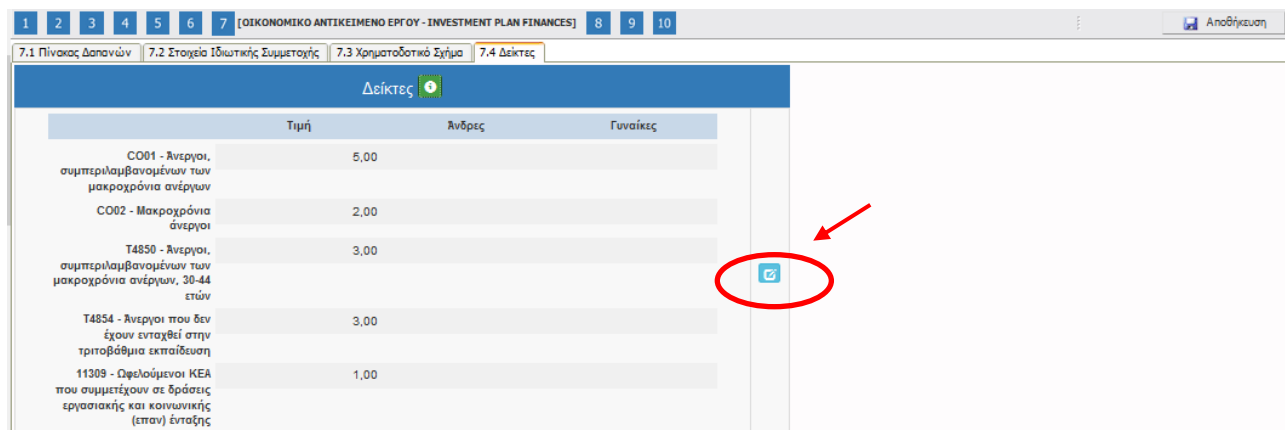 1 2 3 4 5 6 7 [ΟΙΚΟΝΟΜΙΚΟ ΑΝΤΙΚΕΙΜΕΝΟ ΕΡΓΟΥ - INVESTMENT PLAN FINANCES] 8 9 10 Αποθήκευση
7.1 Πίνακας Δαπανών 7.2 Στοιχεία Ιδιωτικής Συμμετοχής 7.3 Χρηματοδοτικό Σχήμα 7.4 Δείκτες
Δείκτες
Τιμή Άνδρες Γυναίκες
CO01 - Άνεργοι, 5,00
συμπεριλαμβανομένων των
μακροχρόνια ανέργων
CO02 - Μακροχρόνια 2,00
άνεργοι
T4850 - Άνεργοι, 3,00
συμπεριλαμβανομένων των
μακροχρόνια ανέργων, 30-44
ετών
T4854 - Άνεργοι που δεν 3,00
έχουν ενταχθεί στην
τριτοβάθμια εκπαίδευση
11309 - Ωφελούμενοι ΚΕΑ 1,00
που συμμετέχουν σε δράσεις
εργασιακής και κοινωνικής
(επαν) ένταξης